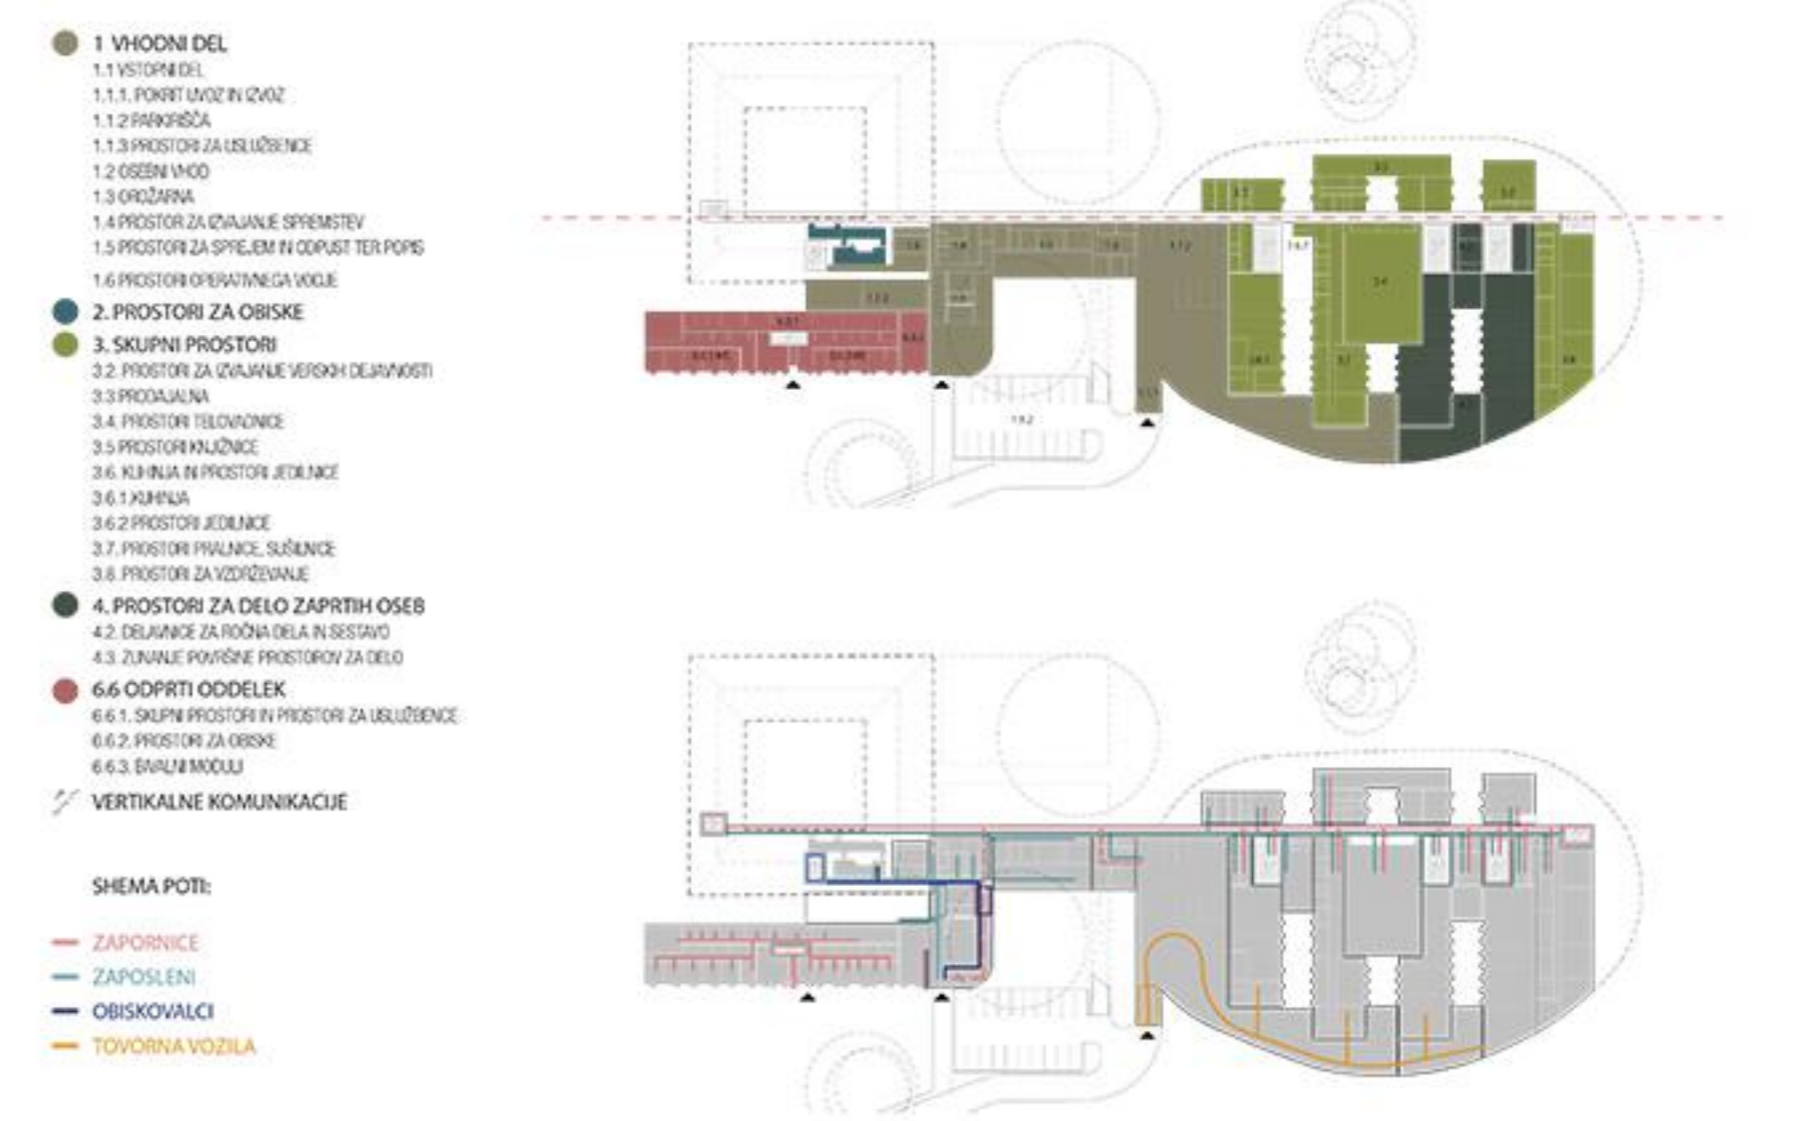 1 VHODNI DEL
1.1 VSTOPNI DEL
1.1.1. POKRIT UVOZ IN IZVOZ
1.1.2 PARKIRIŠČA
1.1.3 PROSTORI ZA USLUŽBENCE
1.2 OSEBNI VHOD
1.3 OROŽARNA
1.4 PROSTOR ZA IZVAJANJE SPREMSTEV
1.5 PROSTORI ZA SPREJEM IN ODPUST TER POPIS
1.6 PROSTORI OPERATIVNEGA VODJE
2. PROSTORI ZA OBISKE
3. SKUPNI PROSTORI
3.2. PROSTORI ZA IZVAJANJE VERSKIH DEJAVNOSTI
3.3 PRODAJALNA
3.4. PROSTORI TELOVADNICE
3.5 PROSTORI KNJIŽNICE
3.6. KUHINJA IN PROSTORI JEDILNICE
3.6.1 KUHINJA
3.6.2 PROSTORI JEDILNICE
3.7. PROSTORI PRALNICE, SUŠILNICE
3.8. PROSTORI ZA VZDRŽEVANJE
4. PROSTORI ZA DELO ZAPRTIH OSEB
4.2. DELAVNICE ZA ROČNA DELA IN SESTAVO
4.3. ZUNANJE POVRŠINE PROSTOROV ZA DELO
6.6 ODPRTI ODDELEK
6.6.1. SKUPNI PROSTORI IN PROSTORI ZA USLUŽBENCE
6.6.2. PROSTORI ZA OBISKE
6.6.3. BIVALNI MODULI
VERTIKALNE KOMUNIKACIJE
SHEMA POTI:
ZAPORNICE
ZAPOSLENI
OBISKOVALCI
TOVORNA VOZILA